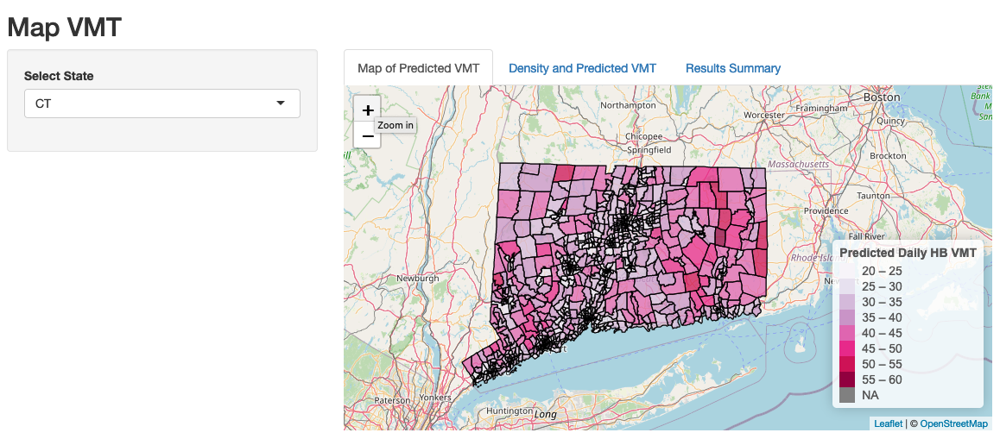 Map VMT
Select State
CT
Map of Predicted VMT
Density and Predicted VMT
Results Summary
+
Zoom in
−
Northampton
Chicopee
Springfield
Worcester
Framingham
Boston
Quincy
Brockton
Massachusetts
Taunton
Providence
Fall River
Newburgh
Paterson
Yonkers
Huntington
Long
Predicted Daily HB VMT
20 – 25
25 – 30
30 – 35
35 – 40
40 – 45
45 – 50
50 – 55
55 – 60
NA
Leaflet | © OpenStreetMap